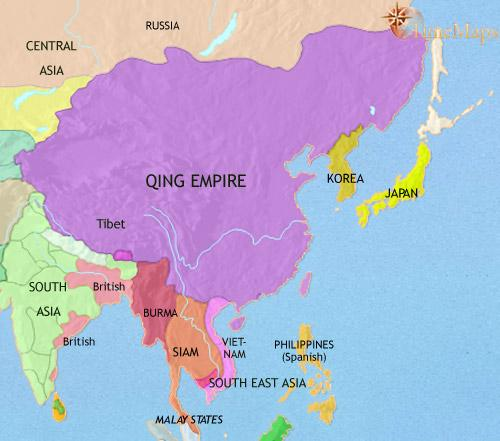 RUSSIA
TimeMaps
CENTRAL
ASIA
QING EMPIRE
KOREA
JAPAN
Tibet
SOUTH
ASIA
British
British
BURMA
SIAM
VIET-
NAM
PHILIPPINES
(Spanish)
SOUTH EAST ASIA
MALAY STATES